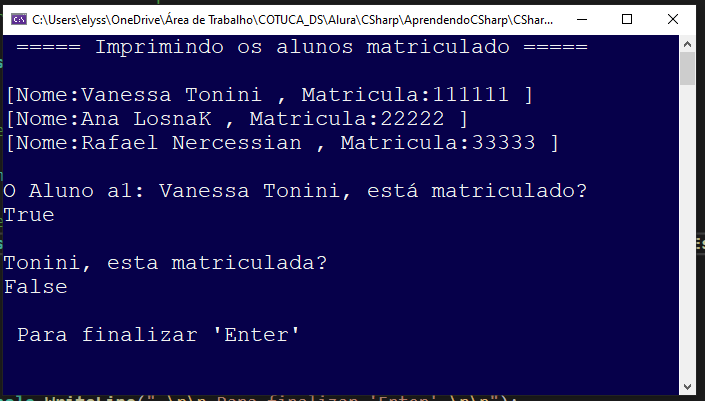 C:\Users\elyss\OneDrive\Área de Trabalho\COTUCA_DS\Alura\CSharp\AprendendoCSharp\CShar...
===== Imprimindo os alunos matriculado =====
[Nome:Vanessa Tonini , Matricula:111111 ]
[Nome:Ana LosnaK , Matricula:22222 ]
[Nome:Rafael Nercessian , Matricula:33333 ]
O Aluno a1: Vanessa Tonini, está matriculado?
True
Tonini, esta matriculada?
False
Para finalizar 'Enter'